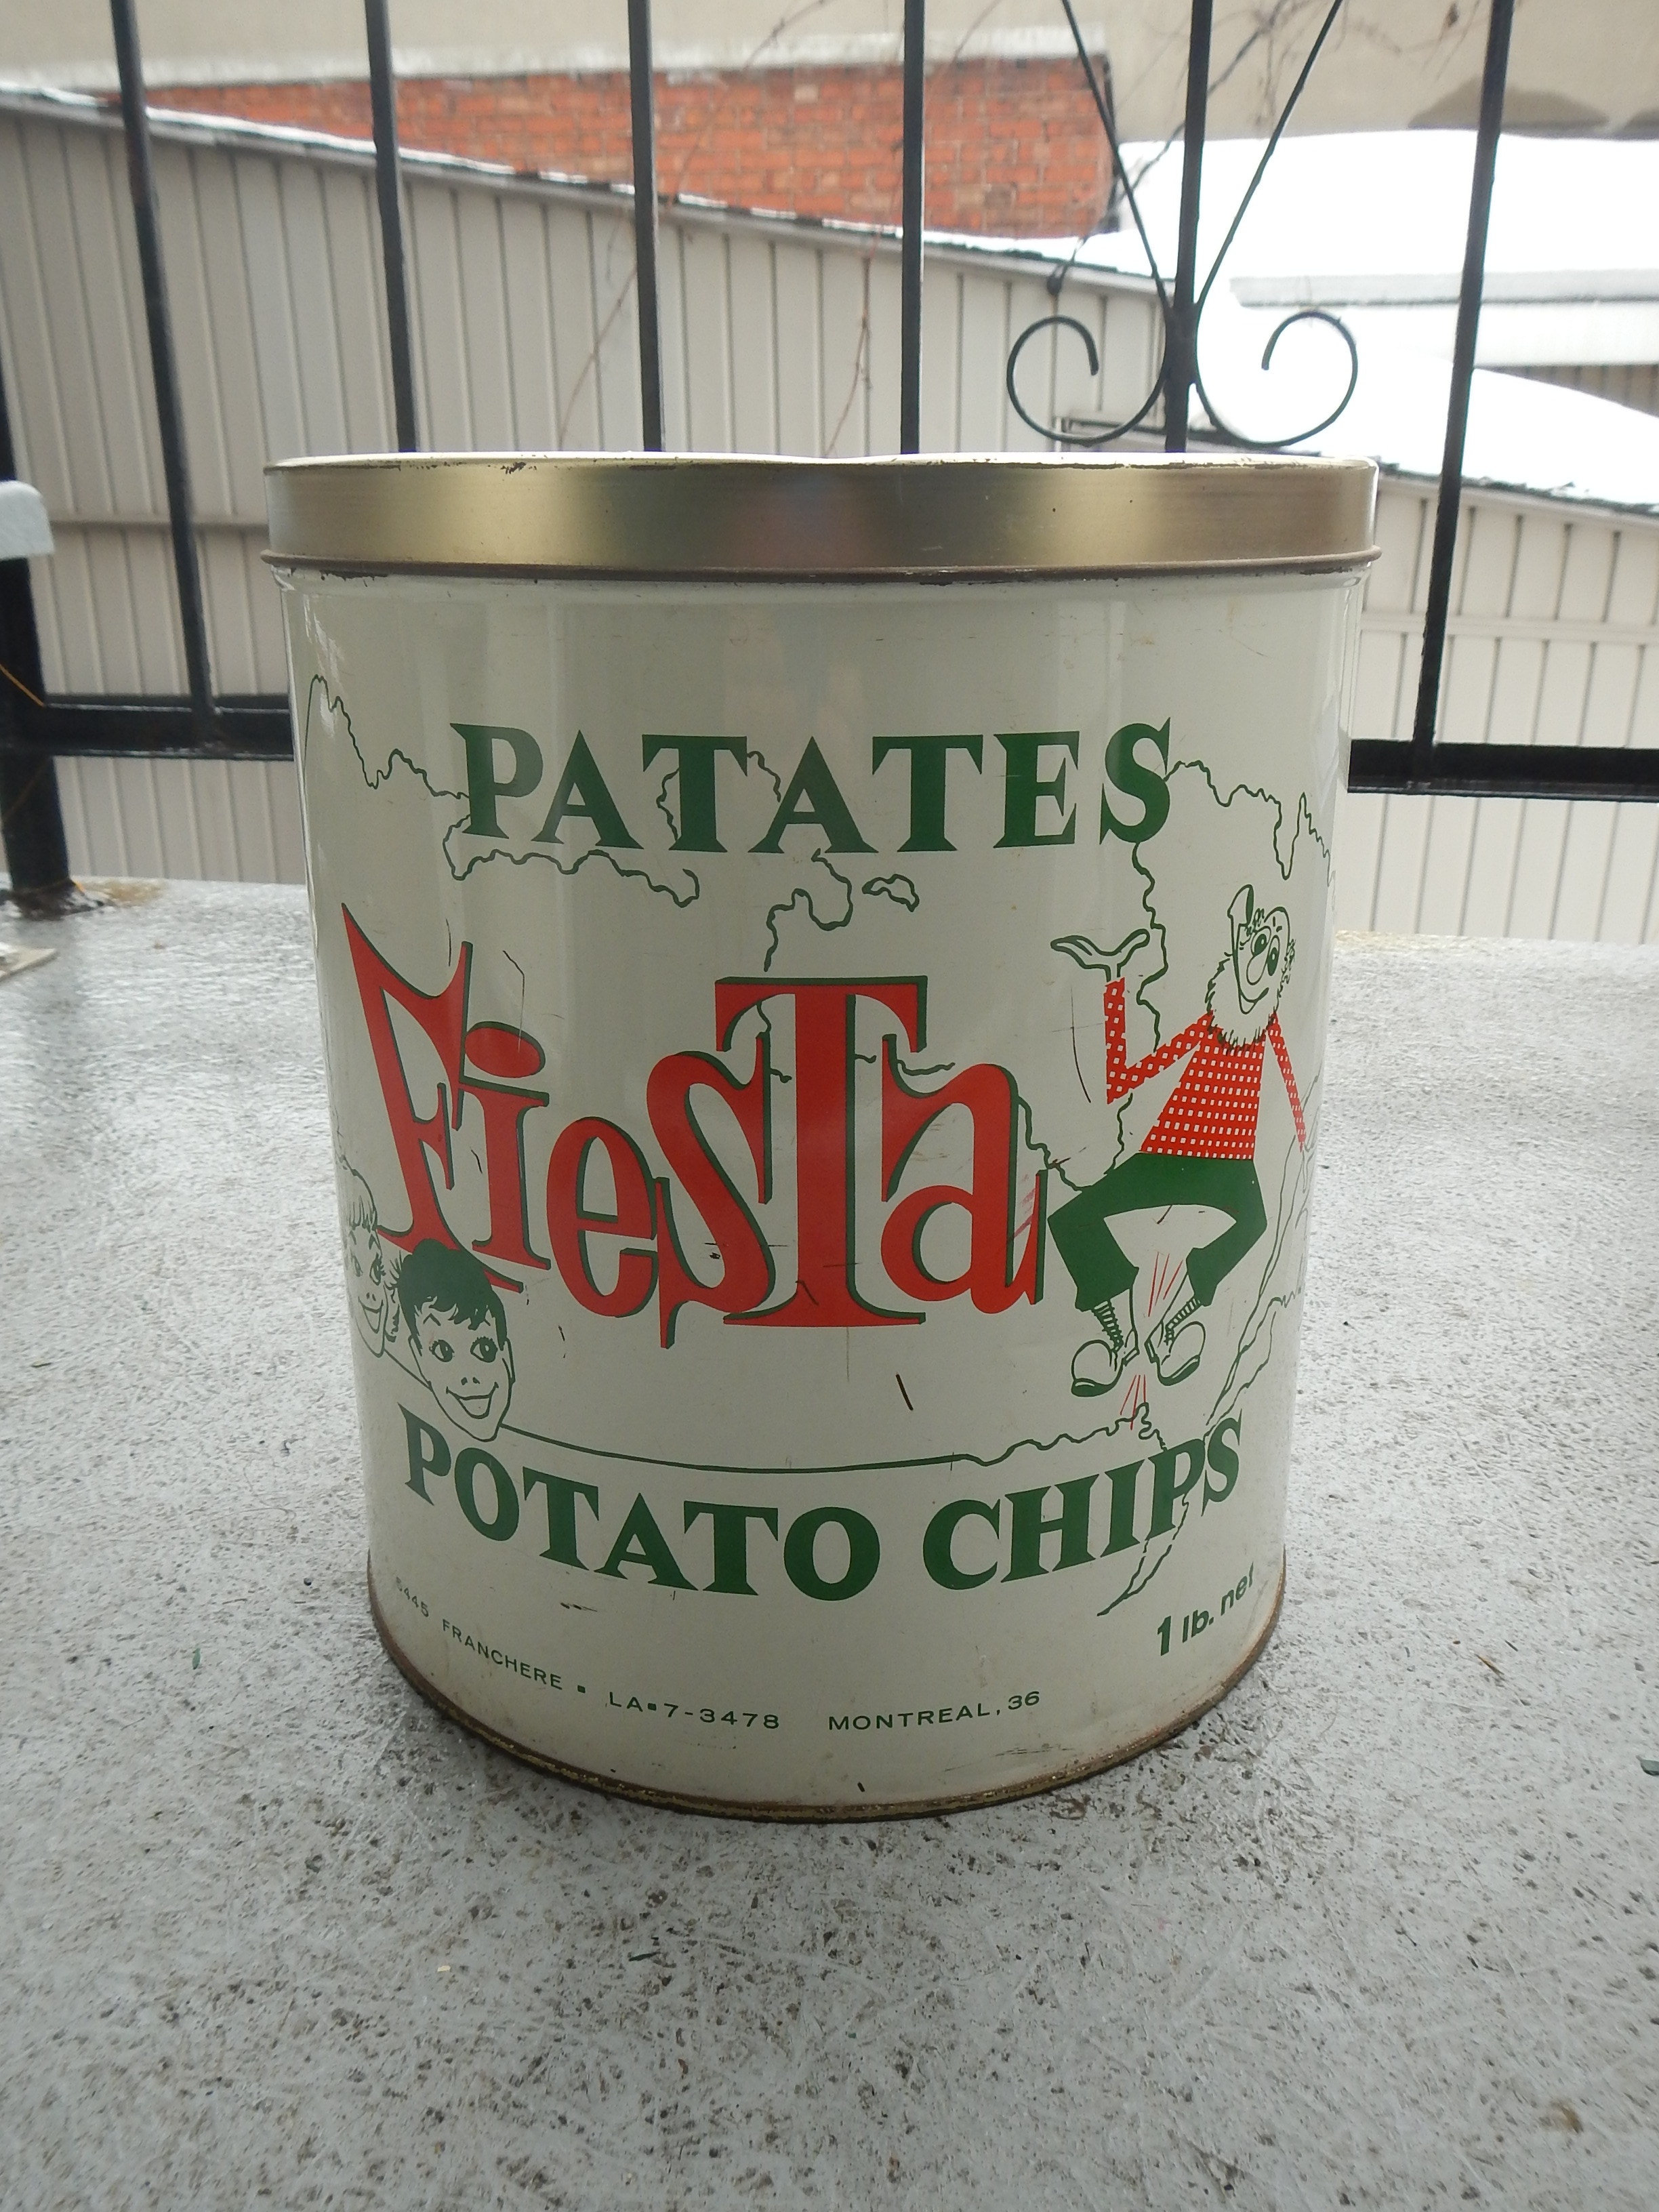 PATATES
FiesTa
POTATO CHIPS
1 lb. net
FRANCHERE ▪ LA▪7-3478 MONTREAL, 36